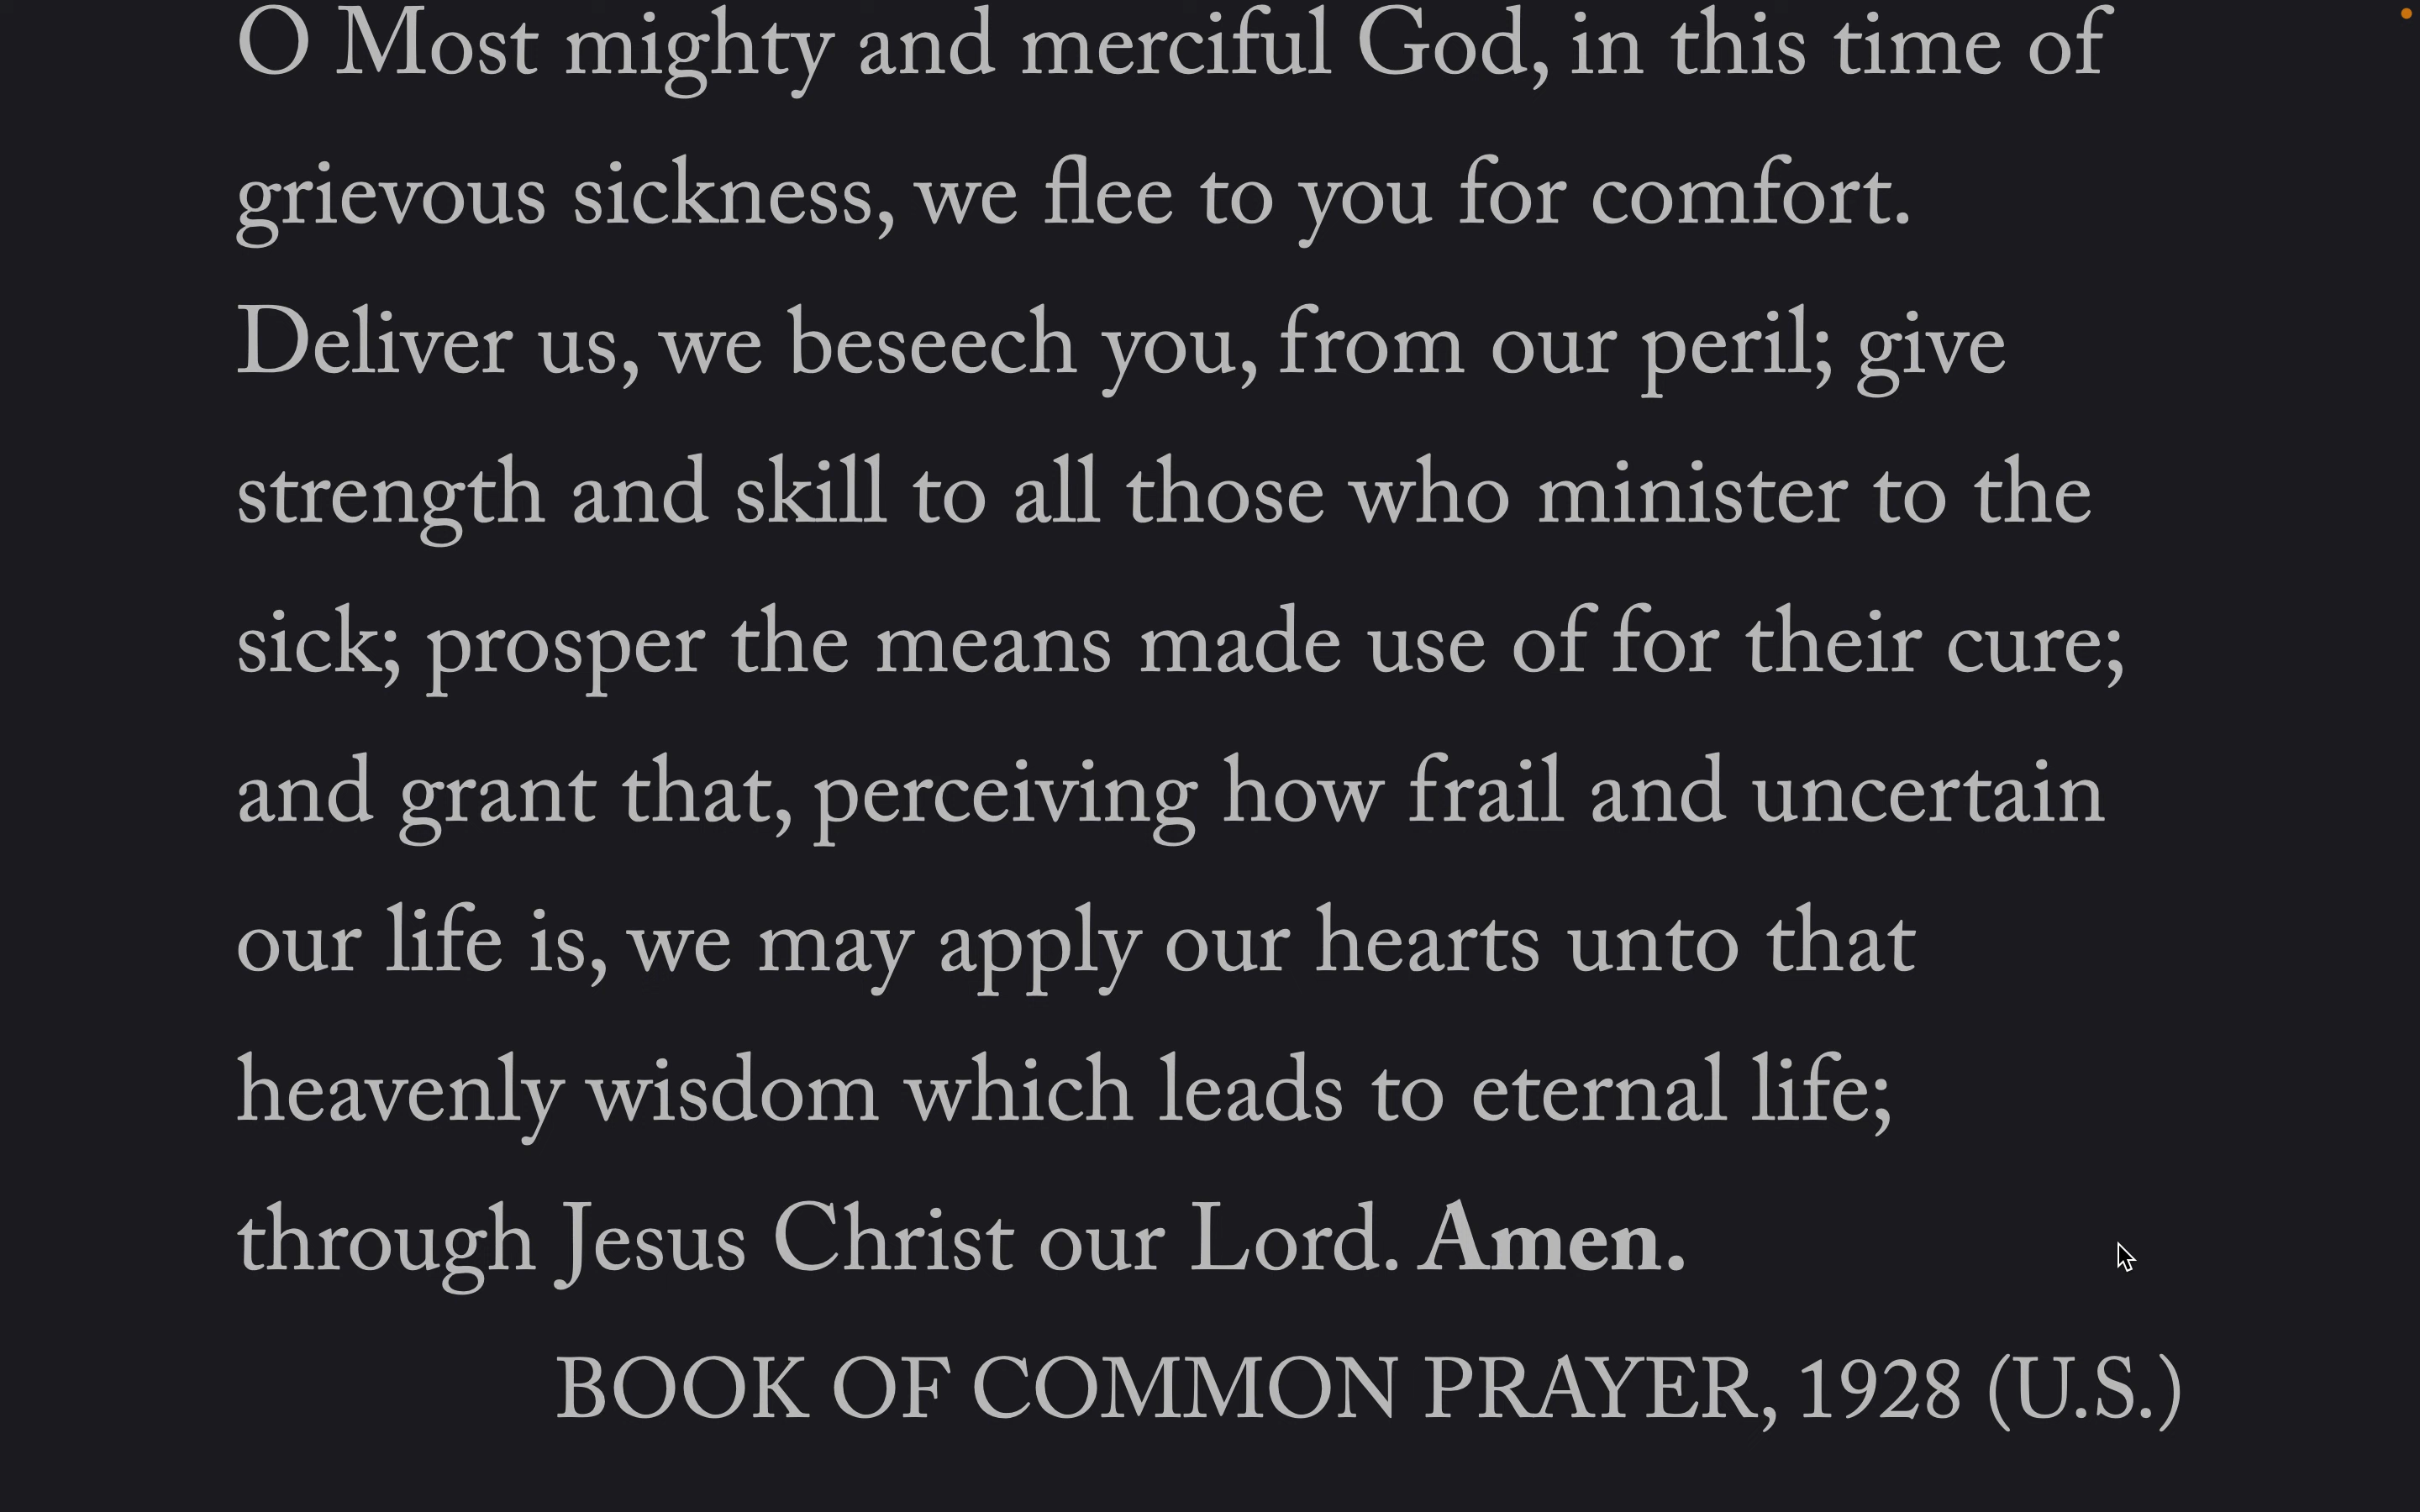 O Most mighty and merciful God, in this time of
grievous sickness, we flee to you for comfort.
Deliver us, we beseech you, from our peril; give
strength and skill to all those who minister to the
sick; prosper the means made use of for their cure;
and grant that, perceiving how frail and uncertain
our life is, we may apply our hearts unto that
heavenly wisdom which leads to eternal life;
through Jesus Christ our Lord. Amen.
BOOK OF COMMON PRAYER, 1928 (U.S.)